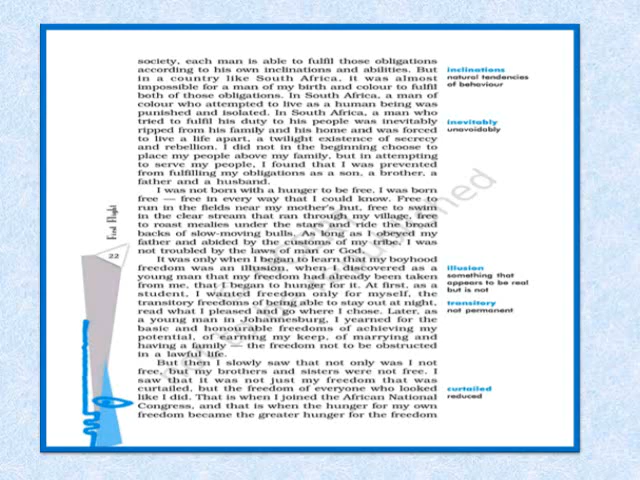 society, each man is able to fulfil those obligations
according to his own inclinations and abilities. But
in a country like South Africa, it was almost
impossible for a man of my birth and colour to fulfil
both of those obligations. In South Africa, a man of
colour who attempted to live as a human being was
punished and isolated. In South Africa, a man who
tried to fulfil his duty to his people was inevitably
ripped from his family and his home and was forced
to live a life apart, a twilight existence of secrecy
and rebellion. I did not in the beginning choose to
place my people above my family, but in attempting
to serve my people, I found that I was prevented
from fulfilling my obligations as a son, a brother, a
father and a husband.
I was not born with a hunger to be free. I was born
free — free in every way that I could know. Free to
run in the fields near my mother's hut, free to swim
in the clear stream that ran through my village, free
to roast mealies under the stars and ride the broad
backs of slow-moving bulls. As long as I obeyed my
father and abided by the customs of my tribe, I was
not troubled by the laws of man or God.
It was only when I began to learn that my boyhood
freedom was an illusion, when I discovered as a
young man that my freedom had already been taken
from me, that I began to hunger for it. At first, as a
student, I wanted freedom only for myself, the
transitory freedoms of being able to stay out at night,
read what I pleased and go where I chose. Later, as
a young man in Johannesburg, I yearned for the
basic and honourable freedoms of achieving my
potential, of earning my keep, of marrying and
having a family — the freedom not to be obstructed
in a lawful life.
But then I slowly saw that not only was I not
free, but my brothers and sisters were not free. I
saw that it was not just my freedom that was
curtailed, but the freedom of everyone who looked
like I did. That is when I joined the African National
Congress, and that is when the hunger for my own
freedom became the greater hunger for the freedom
inclinations
natural tendencies
of behaviour
inevitably
unavoidably
illusion
something that
appears to be real
but is not
transitory
not permanent
curtailed
reduced
First Flight
22